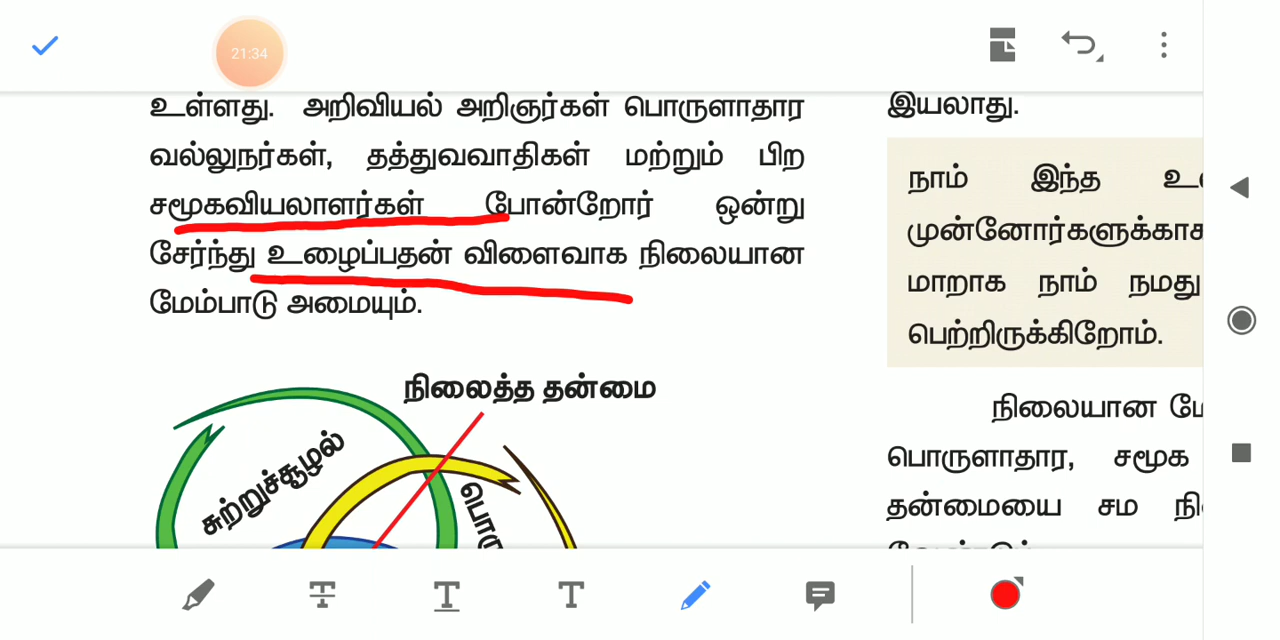 21:34
உள்ளது. அறிவியல் அறிஞர்கள் பொருளாதார
வல்லுநர்கள், தத்துவவாதிகள் மற்றும் பிற
சமூகவியலாளர்கள் போன்றோர் ஒன்று
சேர்ந்து உழைப்பதன் விளைவாக நிலையான
மேம்பாடு அமையும்.
நிலைத்த தன்மை
சுற்றுச்சூழல்
இயலாது.
நாம் இந்த
முன்னோர்களுக்காக
மாறாக நாம் நமது
பெற்றிருக்கிறோம்.
நிலையான
பொருளாதார, சமூக
தன்மையை சம